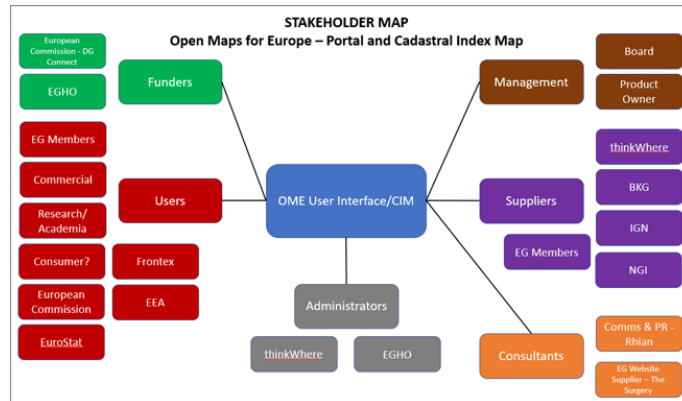 STAKEHOLDER MAP
Open Maps for Europe – Portal and Cadastral Index Map
European
Commission - DG
Connect
EGHO
Funders
EG Members
Commercial
Research/
Academia
Consumer?
European
Commission
EuroStat
Users
Frontex
EEA
OME User Interface/CIM
Administrators
thinkWhere
EGHO
Management
Board
Product
Owner
Suppliers
EG Members
thinkWhere
BKG
IGN
NGI
Consultants
Comms & PR -
Rhian
EG Website
Supplier – The
Surgery